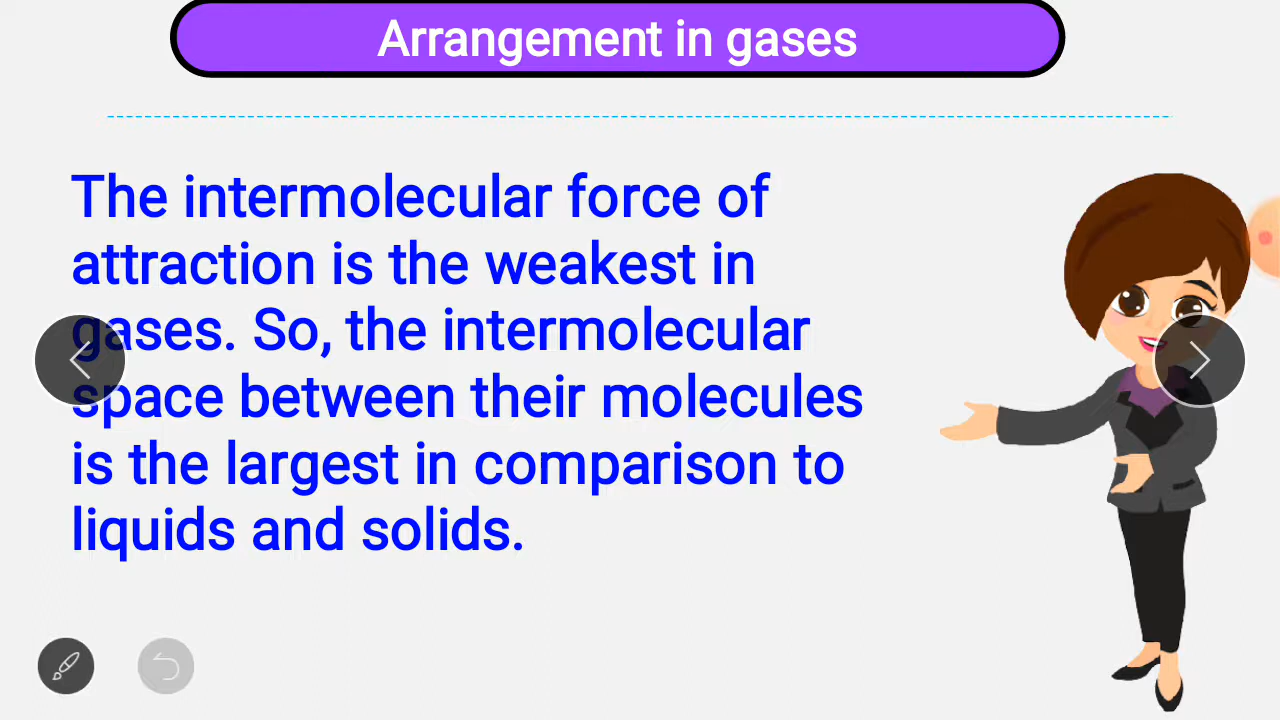 Arrangement in gases
The intermolecular force of
attraction is the weakest in
gases. So, the intermolecular
space between their molecules
is the largest in comparison to
liquids and solids.